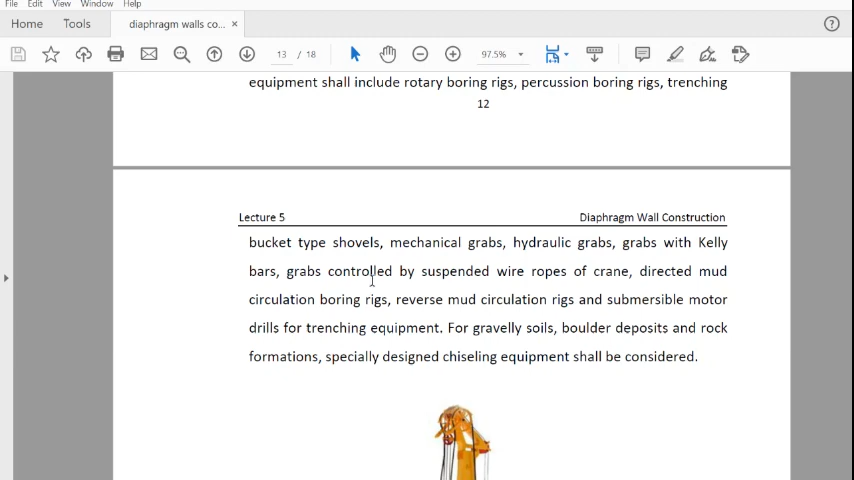 File Edit View Window Help
Home Tools diaphragm walls co... ×
13 / 18 97.5%
equipment shall include rotary boring rigs, percussion boring rigs, trenching
12
Lecture 5 Diaphragm Wall Construction
bucket type shovels, mechanical grabs, hydraulic grabs, grabs with Kelly
bars, grabs controlled by suspended wire ropes of crane, directed mud
circulation boring rigs, reverse mud circulation rigs and submersible motor
drills for trenching equipment. For gravelly soils, boulder deposits and rock
formations, specially designed chiseling equipment shall be considered.